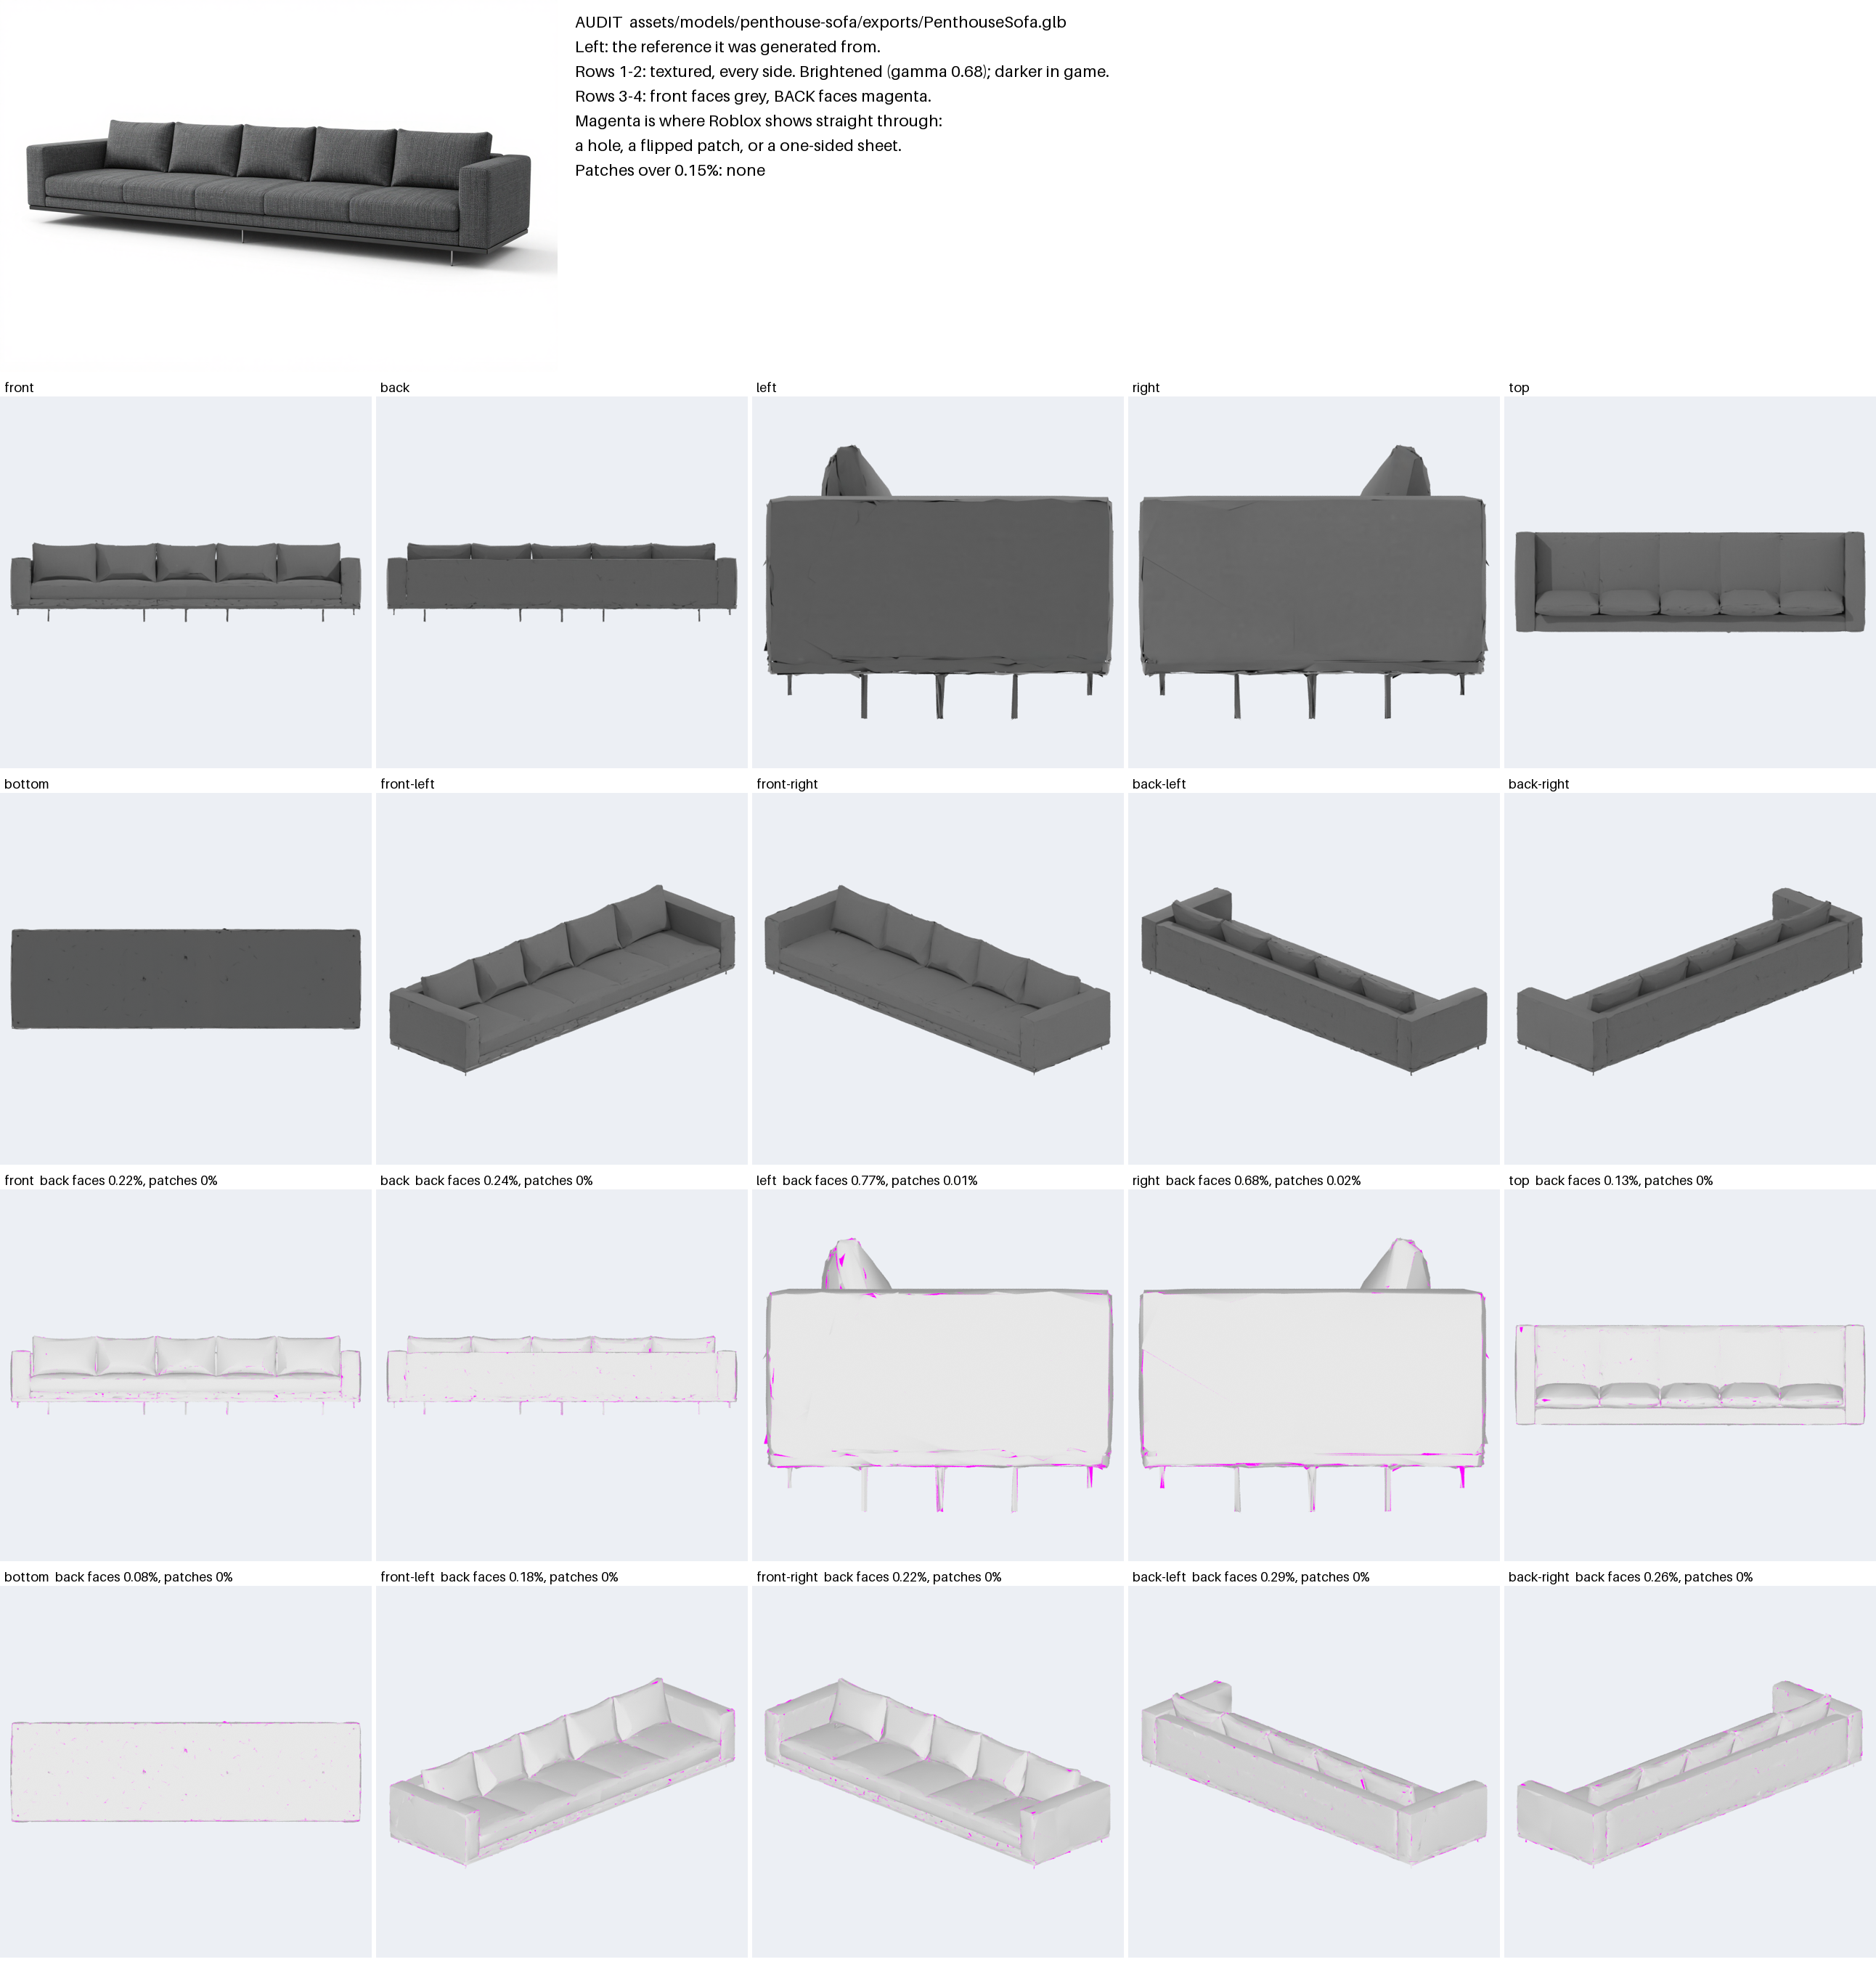 AUDIT  assets/models/penthouse-sofa/exports/PenthouseSofa.glb
Left: the reference it was generated from.
Rows 1-2: textured, every side. Brightened (gamma 0.68); darker in game.
Rows 3-4: front faces grey, BACK faces magenta.
Magenta is where Roblox shows straight through:
a hole, a flipped patch, or a one-sided sheet.
Patches over 0.15%: none
front
back
left
right
top
bottom
front-left
front-right
back-left
back-right
front  back faces 0.22%, patches 0%
back  back faces 0.24%, patches 0%
left  back faces 0.77%, patches 0.01%
right  back faces 0.68%, patches 0.02%
top  back faces 0.13%, patches 0%
bottom  back faces 0.08%, patches 0%
front-left  back faces 0.18%, patches 0%
front-right  back faces 0.22%, patches 0%
back-left  back faces 0.29%, patches 0%
back-right  back faces 0.26%, patches 0%